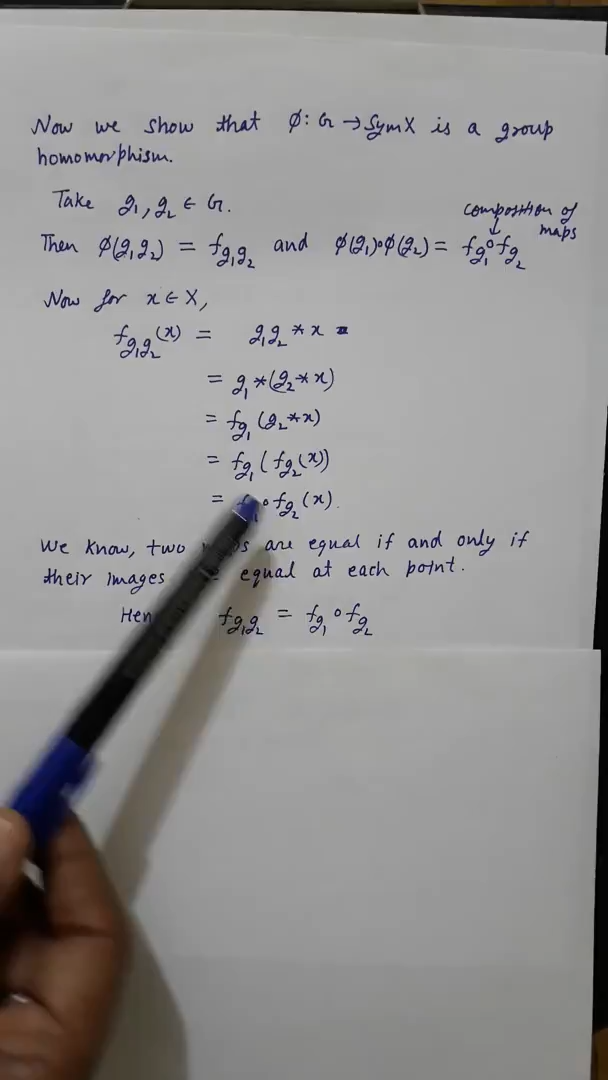 Now we show that φ: G → Sym X is a group
homomorphism.
Take g₁, g₂ ∈ G.
composition of
maps
Then φ(g₁g₂) = f_{g₁g₂} and φ(g₁)∘φ(g₂) = f_{g₁}∘f_{g₂}
Now for x ∈ X,
f_{g₁g₂}(x) = g₁g₂ * x
= g₁ * (g₂ * x)
= f_{g₁}(g₂ * x)
= f_{g₁}(f_{g₂}(x))
= ∘ f_{g₂}(x).
We know, two are equal if and only if
their images equal at each point.
f_{g₁g₂} = f_{g₁} ∘ f_{g₂}